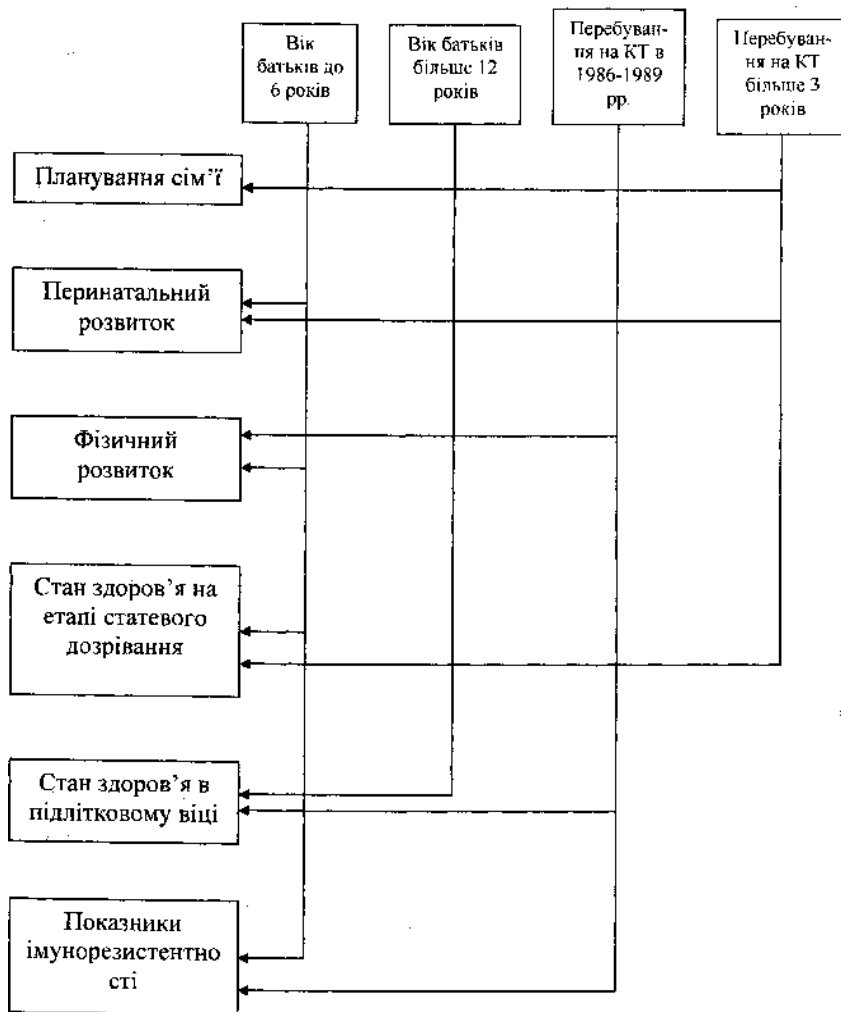 Вік
батьків до
6 років
Вік батьків
більше 12
років
Перебуван-
ня на КТ в
1986-1989
рр.
Перебуван-
ня на КТ
більше 3
років
Планування сім'ї
Перинатальний
розвиток
Фізичний
розвиток
Стан здоров'я на
етапі статевого
дозрівання
Стан здоров'я в
підлітковому віці
Показники
імунорезистентно
сті